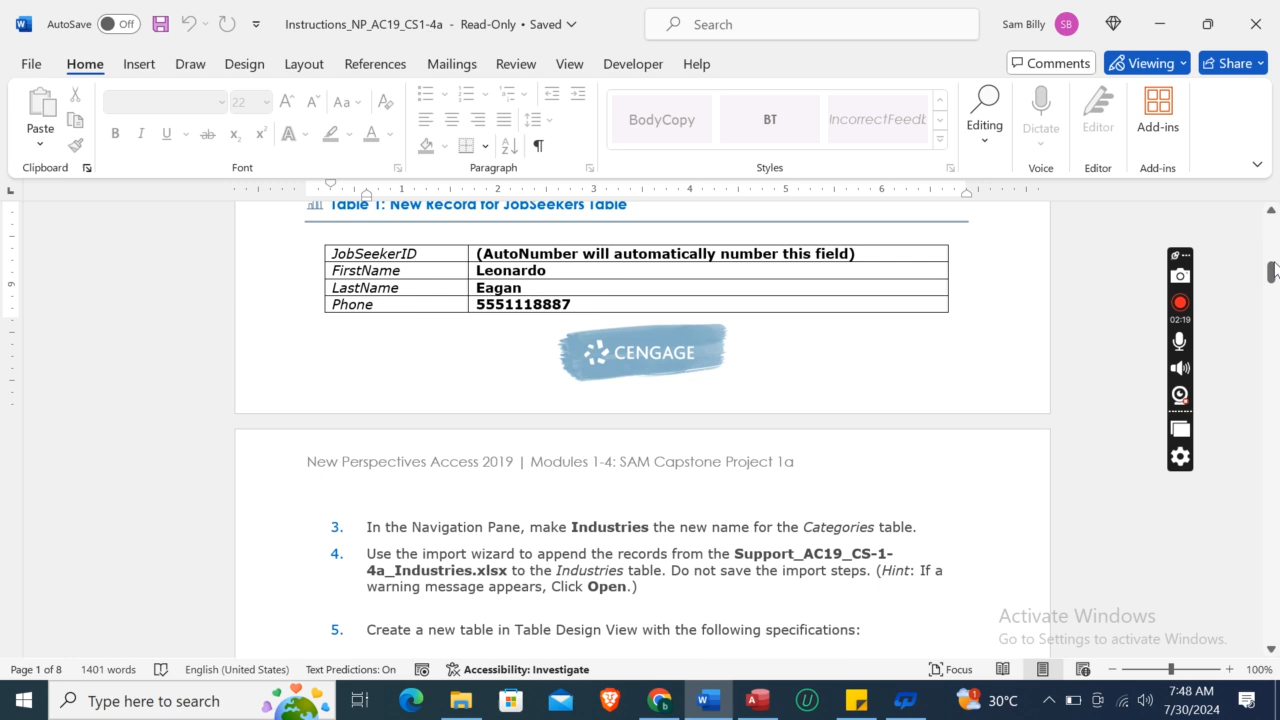 AutoSave Off Instructions_NP_AC19_CS1-4a - Read-Only • Saved Search Sam Billy SB
File Home Insert Draw Design Layout References Mailings Review View Developer Help Comments Viewing Share
22 Aa BodyCopy BT
Paste Editing Dictate Editor Add-ins
Clipboard Font Paragraph Styles Voice Editor Add-ins
1 2 3 4 5 6
Table 1: New Record for JobSeekers Table
JobSeekerID (AutoNumber will automatically number this field)
FirstName Leonardo
LastName Eagan
Phone 5551118887
02:19
CENGAGE
New Perspectives Access 2019 | Modules 1-4: SAM Capstone Project 1a
3. In the Navigation Pane, make Industries the new name for the Categories table.
4. Use the import wizard to append the records from the Support_AC19_CS-1-
4a_Industries.xlsx to the Industries table. Do not save the import steps. (Hint: If a
warning message appears, Click Open.)
5. Create a new table in Table Design View with the following specifications:
Activate Windows
Go to Settings to activate Windows.
Page 1 of 8 1401 words English (United States) Text Predictions: On Accessibility: Investigate Focus 100%
Type here to search 30°C 7:48 AM
7/30/2024